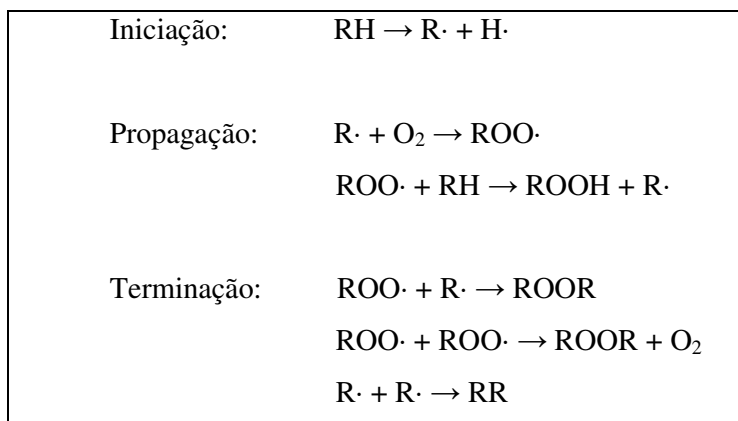 Iniciação: RH → R· + H·
Propagação: R· + O₂ → ROO·
ROO· + RH → ROOH + R·
Terminação: ROO· + R· → ROOR
ROO· + ROO· → ROOR + O₂
R· + R· → RR